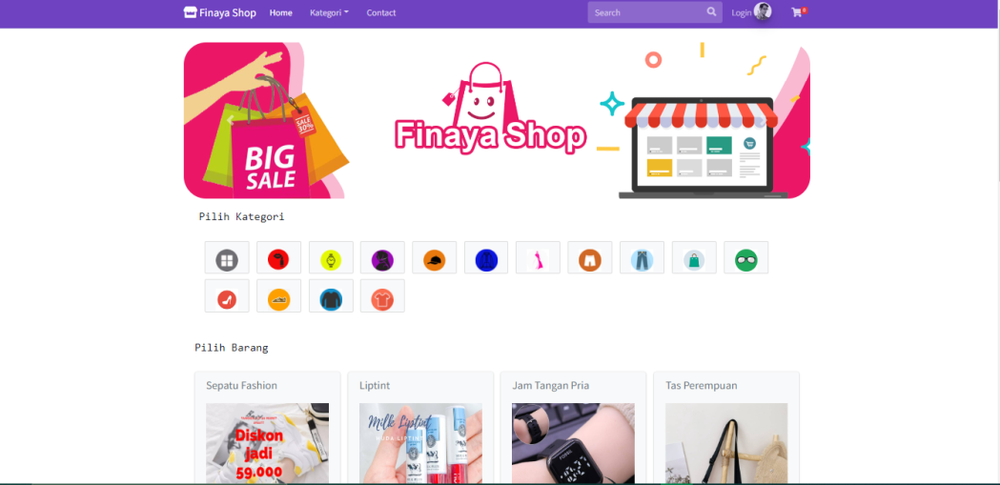 Finaya Shop Home Kategori Contact Search Login 0
SALE
50%
BIG
SALE
Finaya Shop
Pilih Kategori
Pilih Barang
Sepatu Fashion Liptint Jam Tangan Pria Tas Perempuan
Diskon
jadi
59.000
Milk Liptint